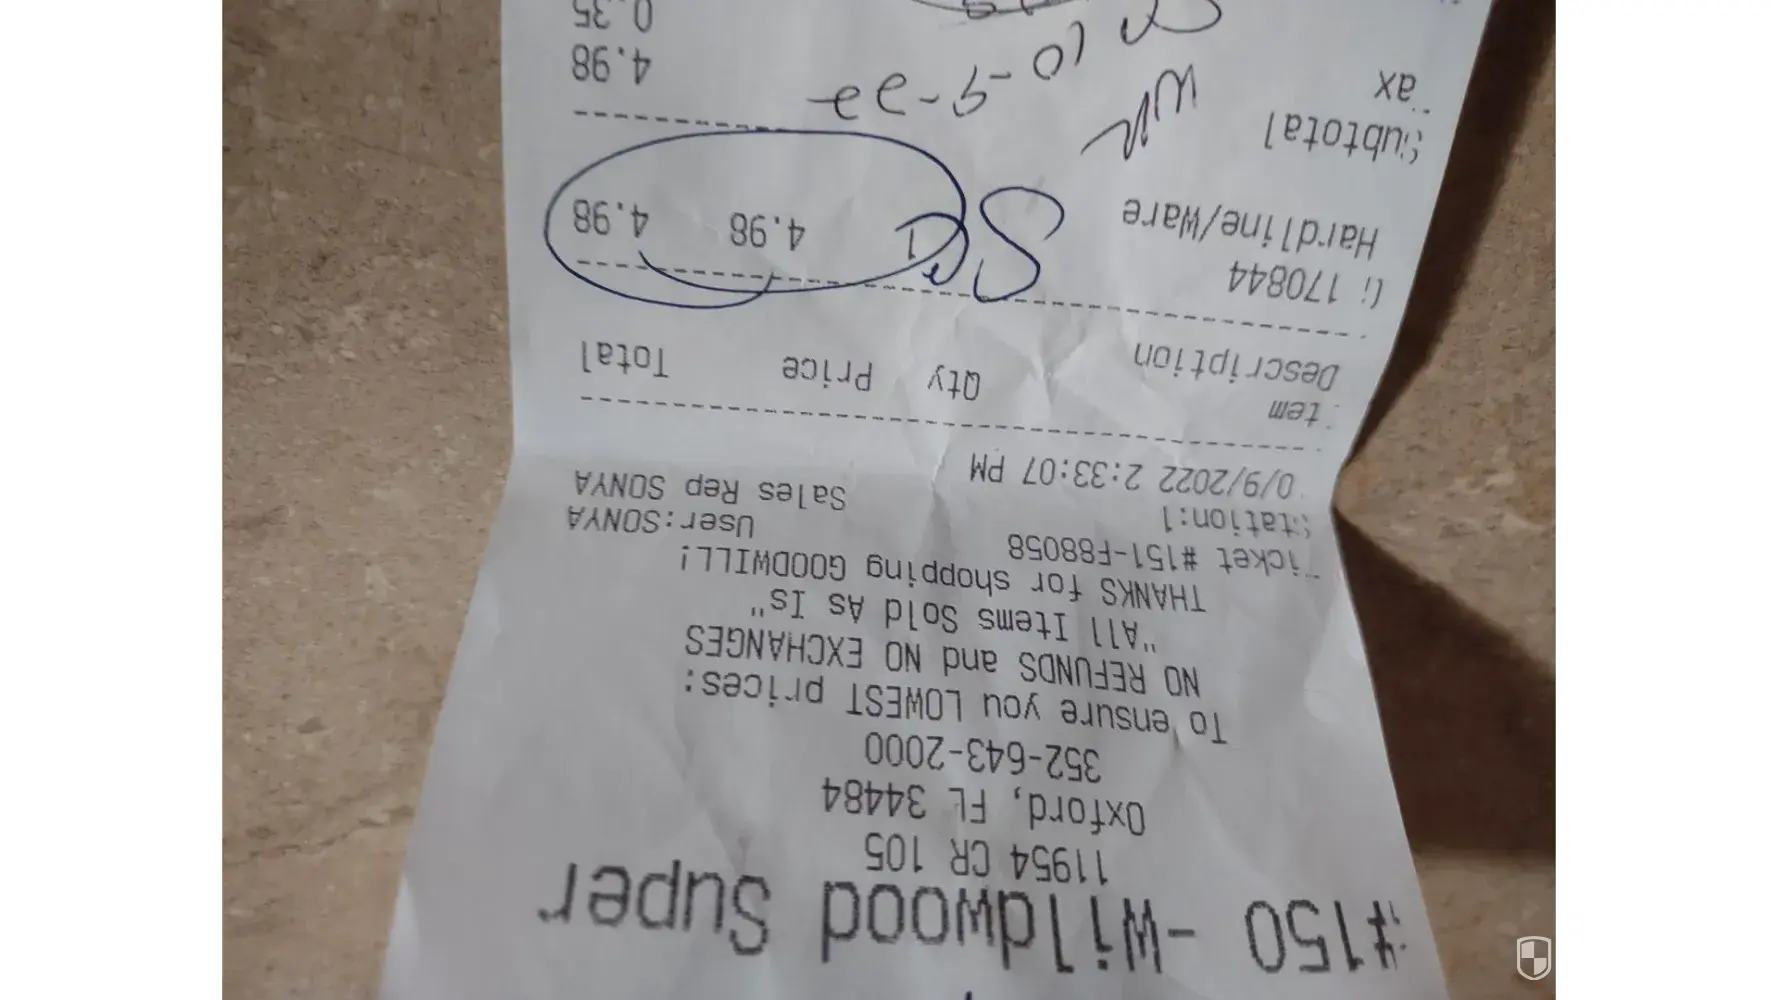 #150 -Wildwood Super
11954 CR 105
Oxford, FL 34484
352-643-2000
To ensure you LOWEST prices:
NO REFUNDS and NO EXCHANGES
"All Items Sold As Is"
THANKS for shopping GOODWILL!
Ticket #151-F88058
User:SONYA
Station:1
Sales Rep SONYA
0/9/2022 2:33:07 PM
tem
Description Qty Price Total
170844
Hardline/Ware 1 4.98 4.98
Subtotal 4.98
ax 0.35
10-9-22